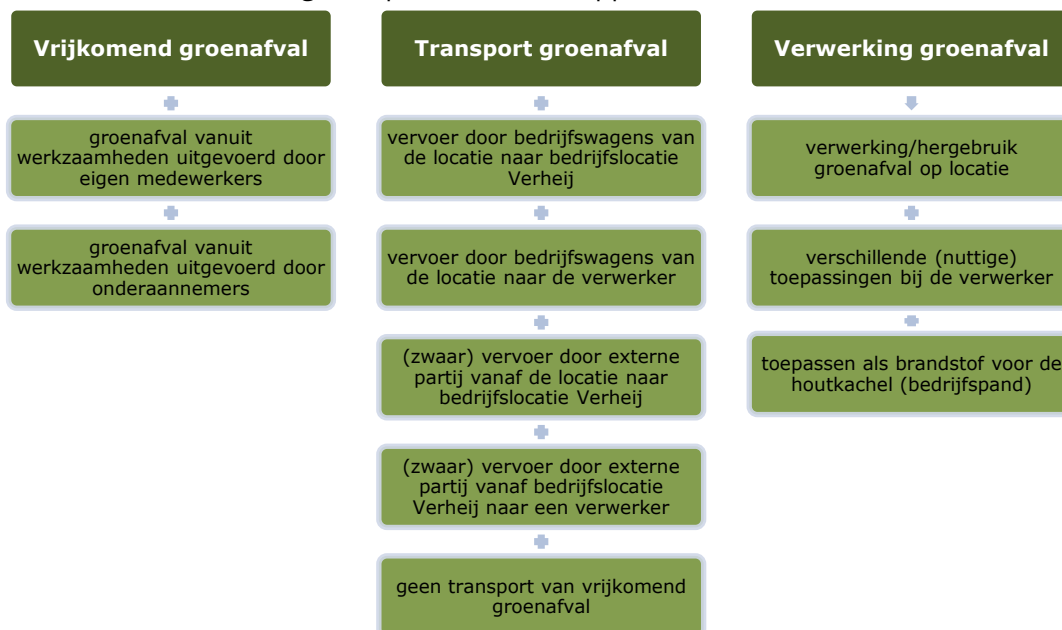 Vrijkomend groenafval
groenafval vanuit
werkzaamheden uitgevoerd door
eigen medewerkers
groenafval vanuit
werkzaamheden uitgevoerd door
onderaannemers
Transport groenafval
vervoer door bedrijfswagens van
de locatie naar bedrijfslocatie
Verheij
vervoer door bedrijfswagens van
de locatie naar de verwerker
(zwaar) vervoer door externe
partij vanaf de locatie naar
bedrijfslocatie Verheij
(zwaar) vervoer door externe
partij vanaf bedrijfslocatie
Verheij naar een verwerker
geen transport van vrijkomend
groenafval
Verwerking groenafval
verwerking/hergebruik
groenafval op locatie
verschillende (nuttige)
toepassingen bij de verwerker
toepassen als brandstof voor de
houtkachel (bedrijfspand)